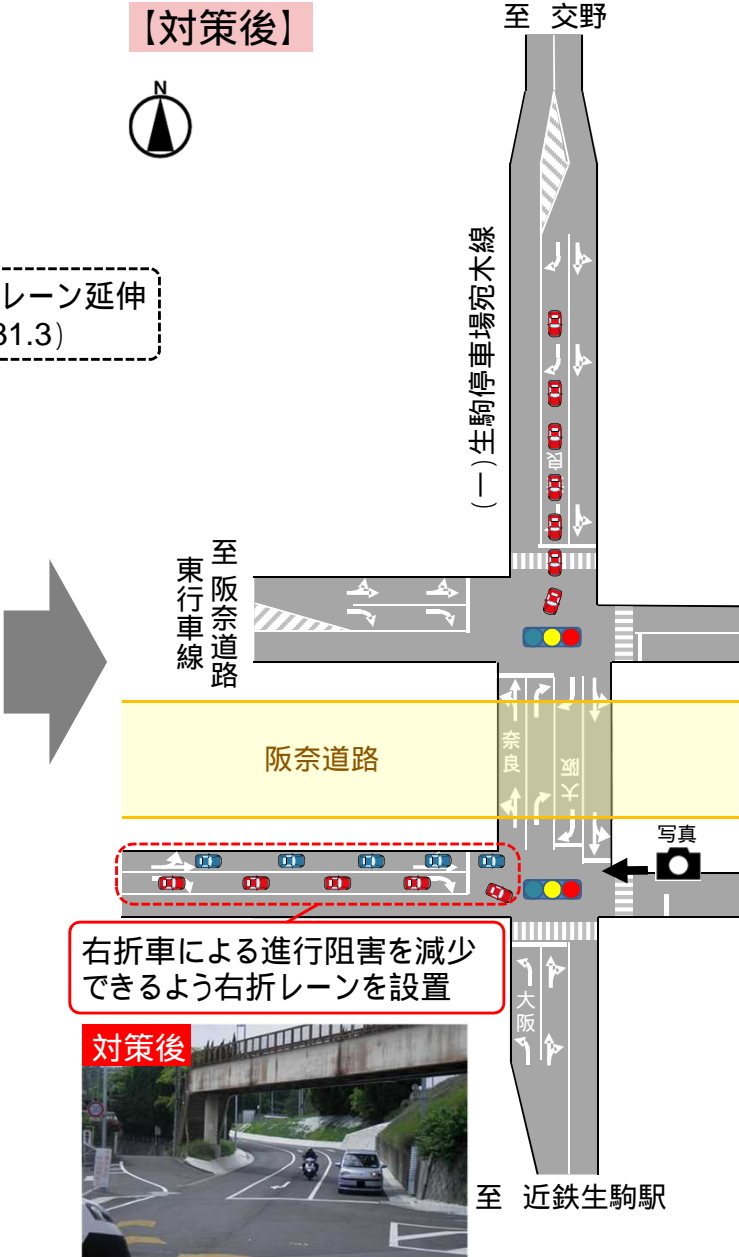 【対策後】
至 交野
N
レーン延伸
31.3）
(一)生駒停車場宛木線
良
至 阪奈道路
東行車線
阪奈道路
奈良
大阪
写真
右折車による進行阻害を減少
できるよう右折レーンを設置
大阪
対策後
至 近鉄生駒駅